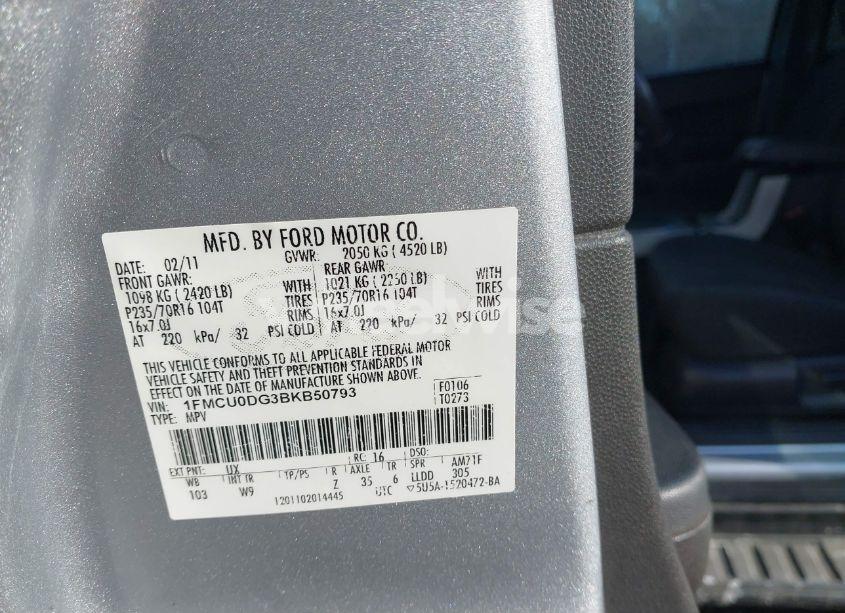 MFD. BY FORD MOTOR CO.
DATE: 02/11 GVWR: 2050 KG ( 4520 LB)
FRONT GAWR: REAR GAWR:
1098 KG ( 2420 LB) WITH 1021 KG ( 2250 LB) WITH
P235/70R16 104T TIRES P235/70R16 104T TIRES
16x7.0J RIMS 16x7.0J RIMS
AT 220 kPa/ 32 PSI COLD AT 220 kPa/ 32 PSI COLD
THIS VEHICLE CONFORMS TO ALL APPLICABLE FEDERAL MOTOR
VEHICLE SAFETY AND THEFT PREVENTION STANDARDS IN
EFFECT ON THE DATE OF MANUFACTURE SHOWN ABOVE.
VIN: 1FMCU0DG3BKB50793 F0106
TYPE: MPV T0273
EXT PNT: UX RC: 16 DSO:
WB INT TR TP/PS R AXLE TR SPR AM71F
103 W9 Z 35 6 LLDD 305
1201102014445 UTC ▽5U5A-1520472-BA